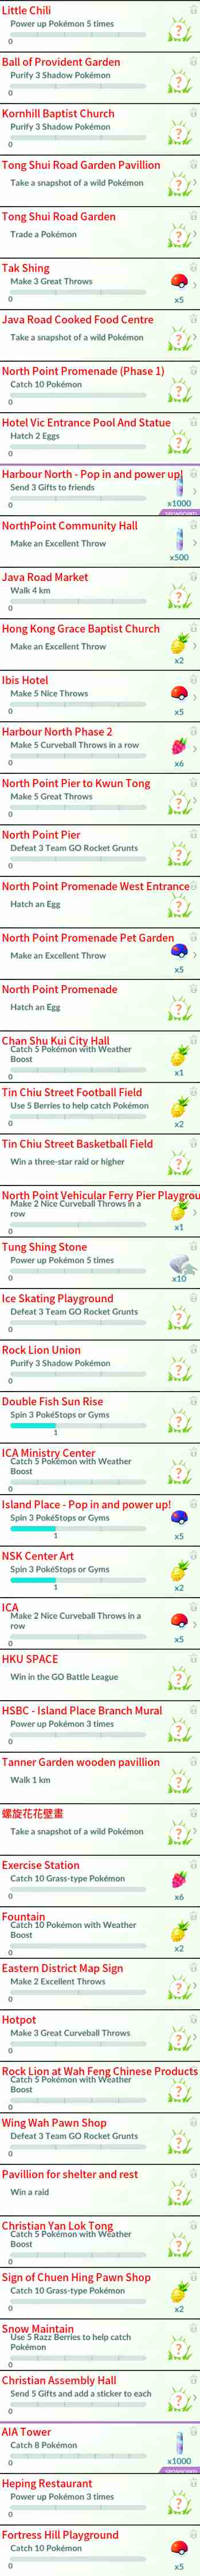 Little Chili
Power up Pokémon 5 times
0
Ball of Provident Garden
Purify 3 Shadow Pokémon
0
Kornhill Baptist Church
Purify 3 Shadow Pokémon
0
Tong Shui Road Garden Pavillion
Take a snapshot of a wild Pokémon
Tong Shui Road Garden
Trade a Pokémon
Tak Shing
Make 3 Great Throws
0
x5
Java Road Cooked Food Centre
Take a snapshot of a wild Pokémon
North Point Promenade (Phase 1)
Catch 10 Pokémon
0
Hotel Vic Entrance Pool And Statue
Hatch 2 Eggs
0
Harbour North - Pop in and power up!
Send 3 Gifts to friends
0
x1000
SPONSORED
NorthPoint Community Hall
Make an Excellent Throw
x500
Java Road Market
Walk 4 km
0
Hong Kong Grace Baptist Church
Make an Excellent Throw
x2
Ibis Hotel
Make 5 Nice Throws
0
x5
Harbour North Phase 2
Make 5 Curveball Throws in a row
0
x6
North Point Pier to Kwun Tong
Make 5 Great Throws
0
North Point Pier
Defeat 3 Team GO Rocket Grunts
0
North Point Promenade West Entrance
Hatch an Egg
North Point Promenade Pet Garden
Make an Excellent Throw
x5
North Point Promenade
Hatch an Egg
Chan Shu Kui City Hall
Catch 5 Pokémon with Weather
Boost
0
x1
Tin Chiu Street Football Field
Use 5 Berries to help catch Pokémon
0
x2
Tin Chiu Street Basketball Field
Win a three-star raid or higher
North Point Vehicular Ferry Pier Playgrou
Make 2 Nice Curveball Throws in a
row
0
x1
Tung Shing Stone
Power up Pokémon 5 times
0
x10
Ice Skating Playground
Defeat 3 Team GO Rocket Grunts
0
Rock Lion Union
Purify 3 Shadow Pokémon
0
Double Fish Sun Rise
Spin 3 PokéStops or Gyms
1
ICA Ministry Center
Catch 5 Pokémon with Weather
Boost
0
Island Place - Pop in and power up!
Spin 3 PokéStops or Gyms
1
x5
NSK Center Art
Spin 3 PokéStops or Gyms
1
x2
ICA
Make 2 Nice Curveball Throws in a
row
0
x5
HKU SPACE
Win in the GO Battle League
HSBC - Island Place Branch Mural
Power up Pokémon 3 times
0
Tanner Garden wooden pavillion
Walk 1 km
螺旋花花壁畫
Take a snapshot of a wild Pokémon
Exercise Station
Catch 10 Grass-type Pokémon
0
x6
Fountain
Catch 10 Pokémon with Weather
Boost
0
x2
Eastern District Map Sign
Make 2 Excellent Throws
0
Hotpot
Make 3 Great Curveball Throws
0
Rock Lion at Wah Feng Chinese Products
Catch 5 Pokémon with Weather
Boost
0
Wing Wah Pawn Shop
Defeat 3 Team GO Rocket Grunts
0
Pavillion for shelter and rest
Win a raid
Christian Yan Lok Tong
Catch 5 Pokémon with Weather
Boost
0
Sign of Chuen Hing Pawn Shop
Catch 10 Grass-type Pokémon
0
x2
Snow Maintain
Use 5 Razz Berries to help catch
Pokémon
0
Christian Assembly Hall
Send 5 Gifts and add a sticker to each
0
AIA Tower
Catch 8 Pokémon
0
x1000
SPONSORED
Heping Restaurant
Power up Pokémon 3 times
0
Fortress Hill Playground
Catch 10 Pokémon
0
x5